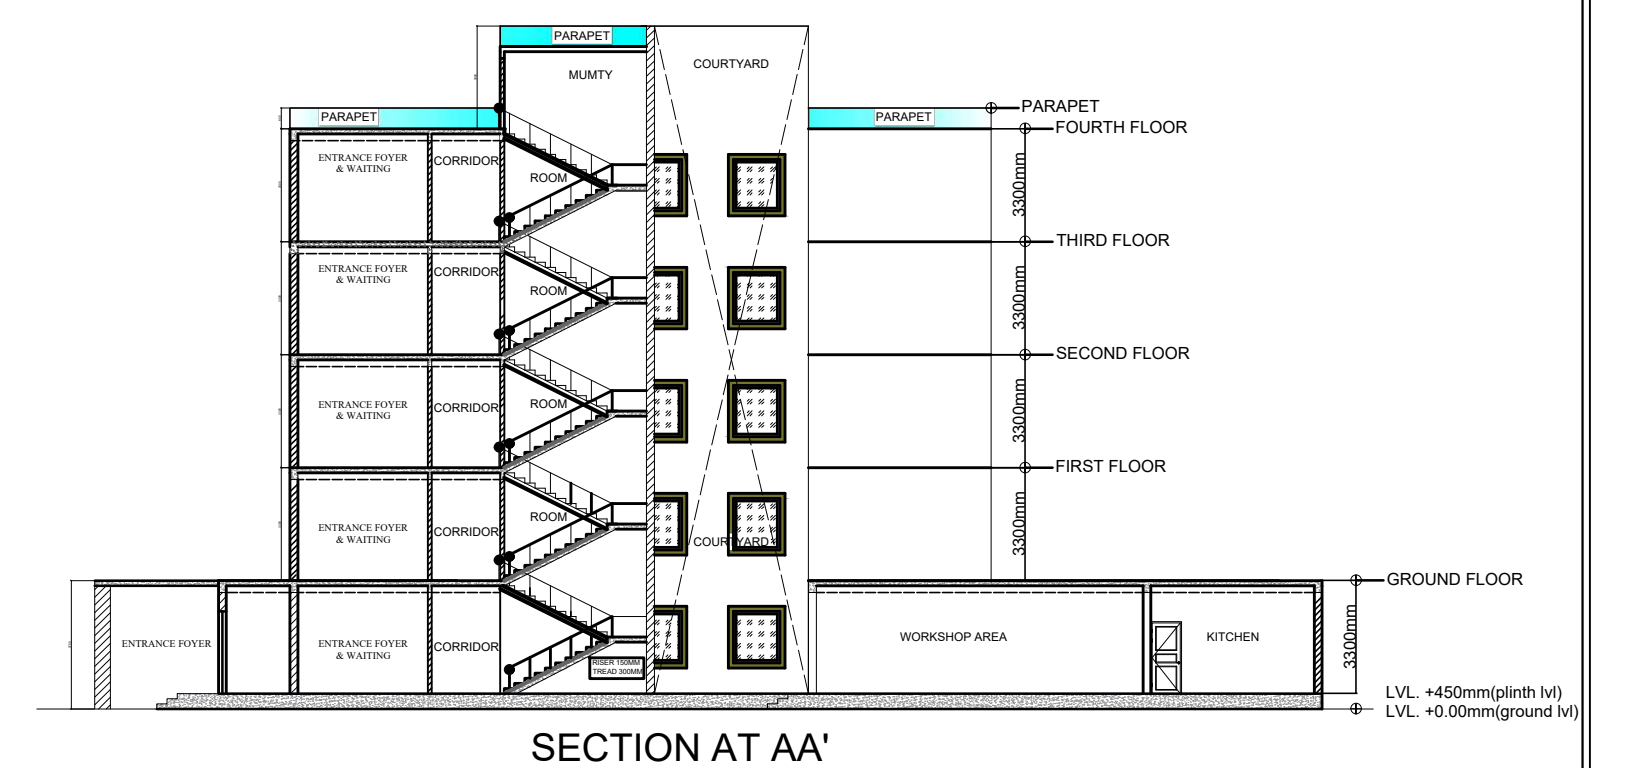 PARAPET
MUMTY
COURTYARD
PARAPET
PARAPET
PARAPET
FOURTH FLOOR
ENTRANCE FOYER
& WAITING
CORRIDOR
ROOM
3300mm
THIRD FLOOR
ENTRANCE FOYER
& WAITING
CORRIDOR
ROOM
3300mm
SECOND FLOOR
ENTRANCE FOYER
& WAITING
CORRIDOR
ROOM
3300mm
FIRST FLOOR
ENTRANCE FOYER
& WAITING
CORRIDOR
ROOM
COURTYARD
3300mm
GROUND FLOOR
ENTRANCE FOYER
ENTRANCE FOYER
& WAITING
CORRIDOR
RISER 150MM
TREAD 300MM
WORKSHOP AREA
KITCHEN
3300mm
LVL. +450mm(plinth lvl)
LVL. +0.00mm(ground lvl)
SECTION AT AA'